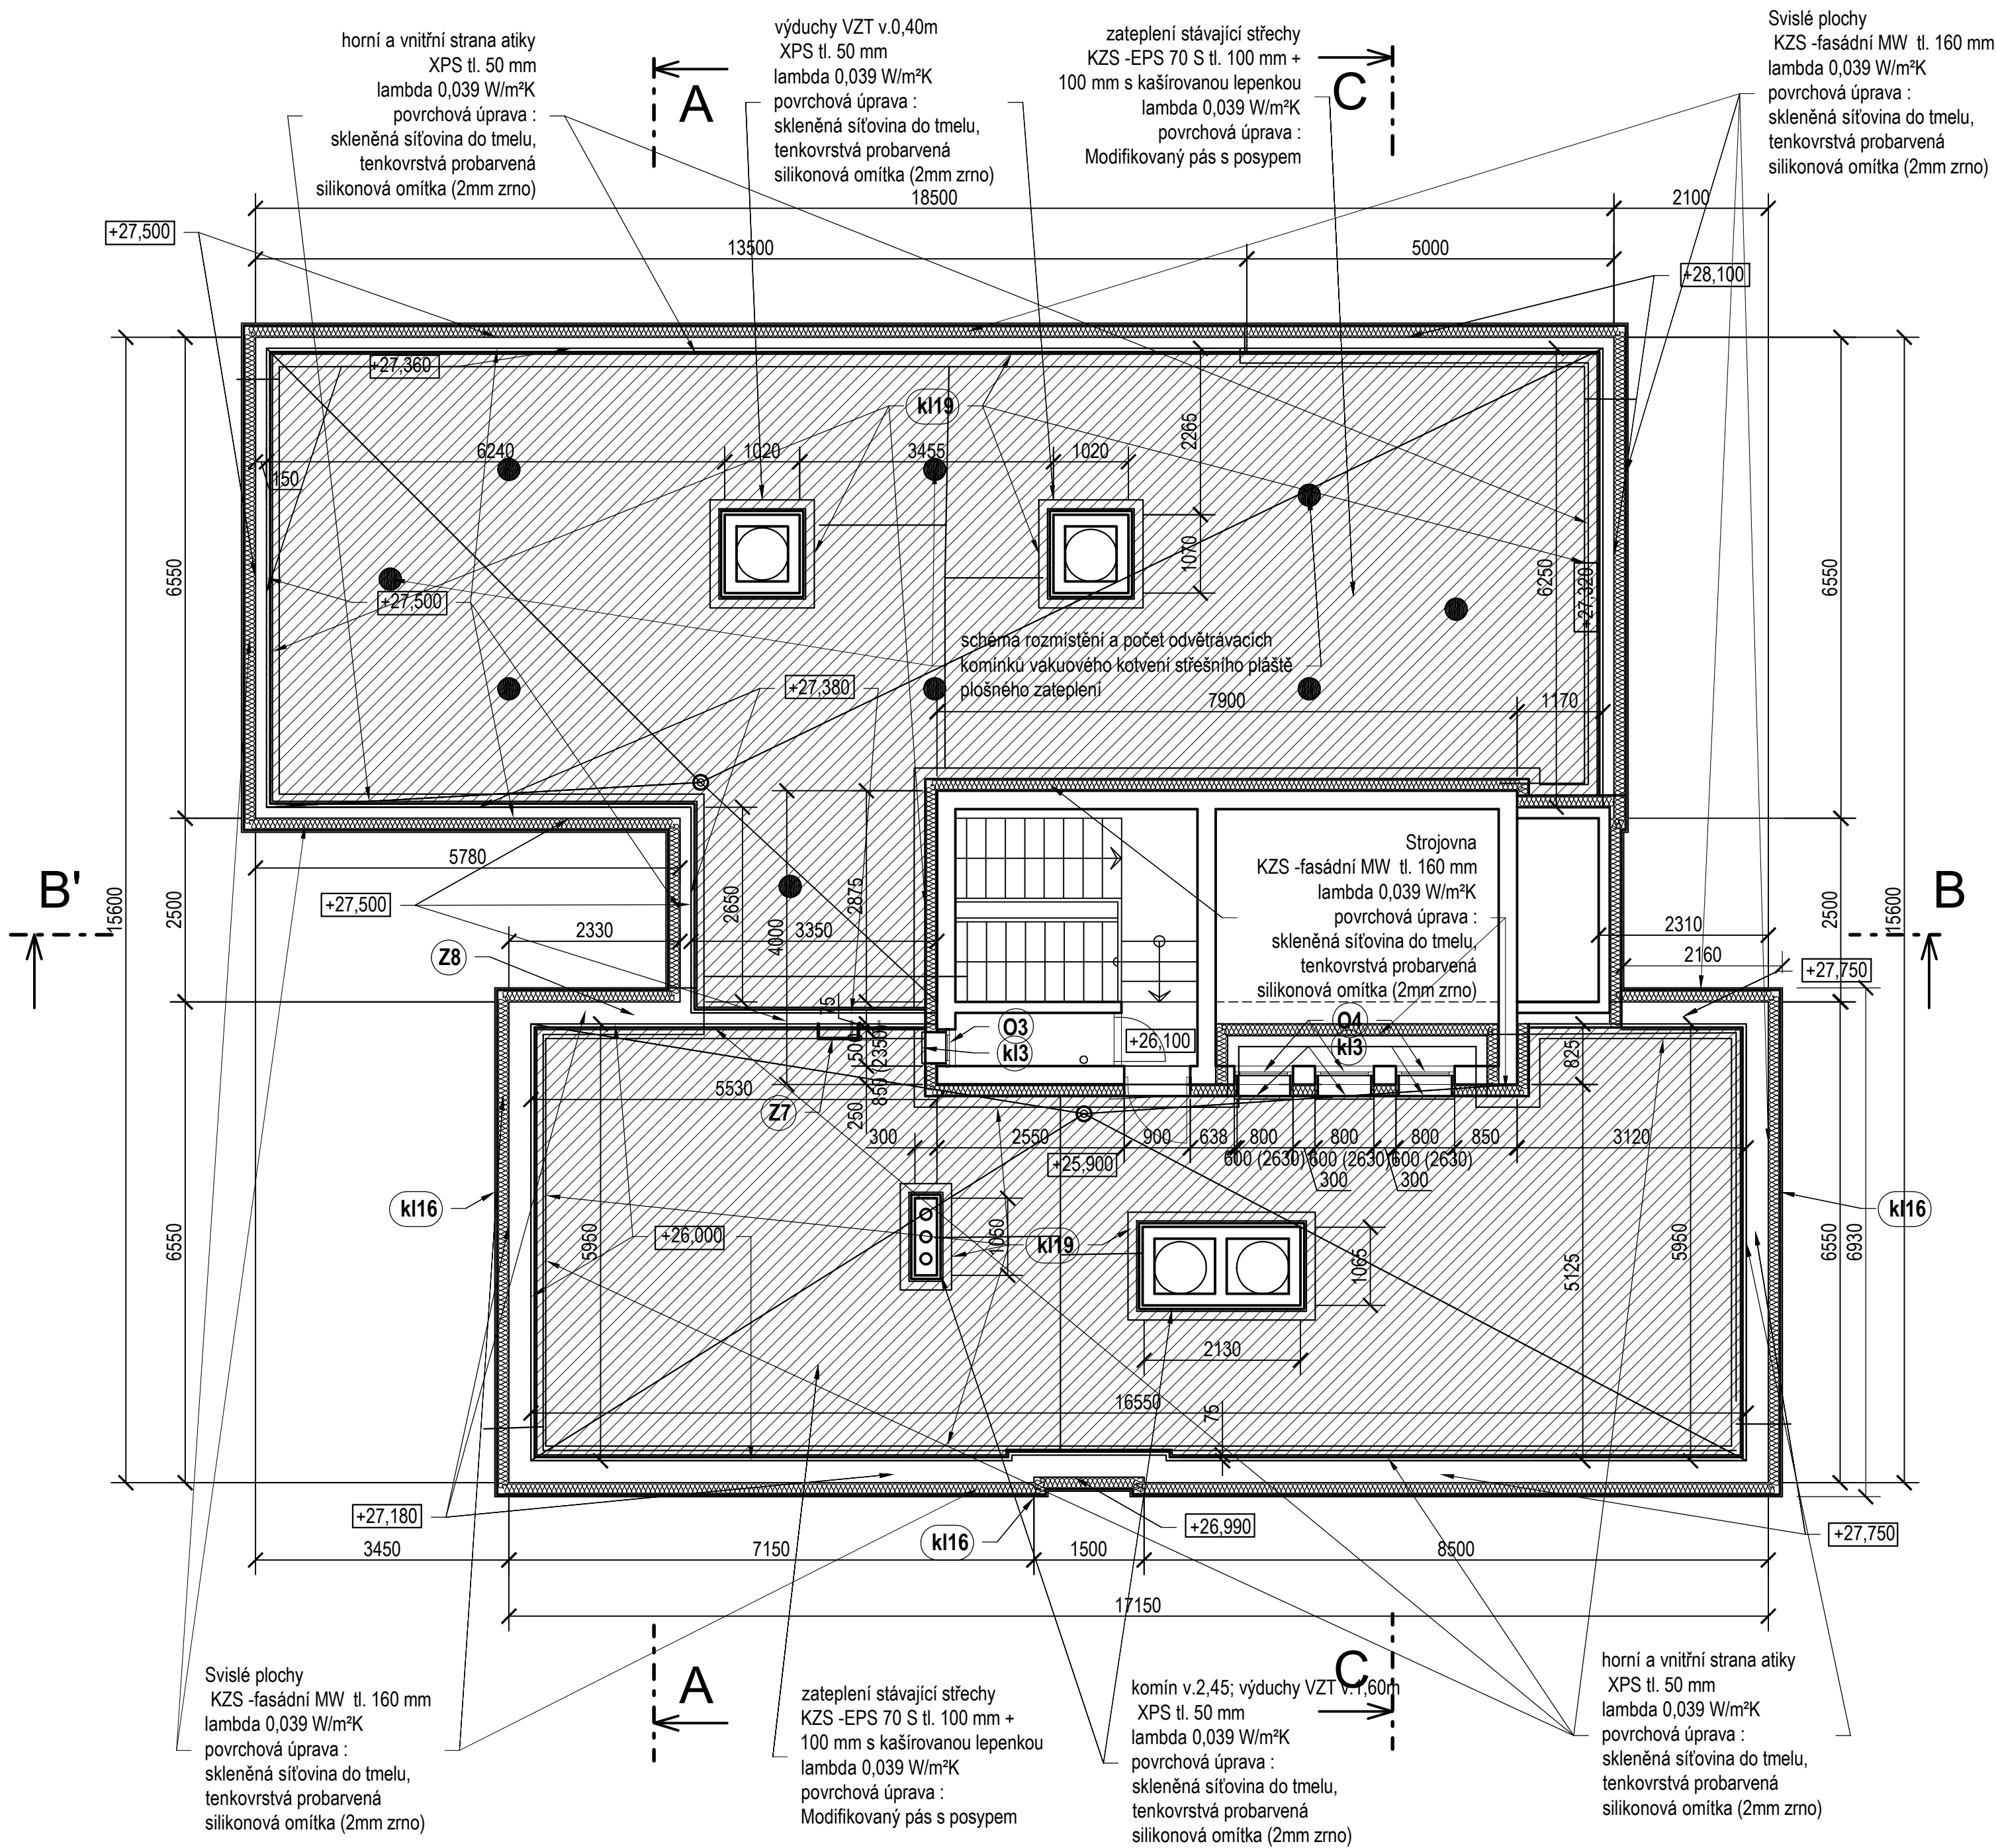 horní a vnitřní strana atiky
XPS tl. 50 mm
lambda 0,039 W/m²K
povrchová úprava :
skleněná síťovina do tmelu,
tenkovrstvá probarvená
silikonová omítka (2mm zrno)
A
výduchy VZT v.0,40m
XPS tl. 50 mm
lambda 0,039 W/m²K
povrchová úprava :
skleněná síťovina do tmelu,
tenkovrstvá probarvená
silikonová omítka (2mm zrno)
zateplení stávající střechy
KZS -EPS 70 S tl. 100 mm +
100 mm s kašírovanou lepenkou
lambda 0,039 W/m²K
povrchová úprava :
Modifikovaný pás s posypem
C
Svislé plochy
KZS -fasádní MW tl. 160 mm
lambda 0,039 W/m²K
povrchová úprava :
skleněná síťovina do tmelu,
tenkovrstvá probarvená
silikonová omítka (2mm zrno)
18500
2100
+27,500
13500
5000
+28,100
+27,360
kl19
2265
6240
1020
3455
1020
150
1070
6250
+27,320
6550
6550
+27,500
schéma rozmístění a počet odvětrávacích
komínků vakuového kotvení střešního pláště
plošného zateplení
+27,380
7900
1170
Strojovna
KZS -fasádní MW tl. 160 mm
lambda 0,039 W/m²K
povrchová úprava :
skleněná síťovina do tmelu,
tenkovrstvá probarvená
silikonová omítka (2mm zrno)
5780
B'
B
15600
2500
+27,500
2650
2875
4000
3350
2330
Z8
2500
15600
2310
2160
+27,750
75
O3
kl3
+26,100
O4
kl3
825
500
850 (2350)
250
5530
Z7
300
2550
900
638
800
800
800
850
3120
600 (2630)
600 (2630)
600 (2630)
300
300
+25,900
kl16
kl16
6550
5950
+26,000
1050
kl19
1065
5125
5950
6550
6930
2130
16550
75
+27,180
kl16
+26,990
+27,750
3450
7150
1500
8500
17150
Svislé plochy
KZS -fasádní MW tl. 160 mm
lambda 0,039 W/m²K
povrchová úprava :
skleněná síťovina do tmelu,
tenkovrstvá probarvená
silikonová omítka (2mm zrno)
A
zateplení stávající střechy
KZS -EPS 70 S tl. 100 mm +
100 mm s kašírovanou lepenkou
lambda 0,039 W/m²K
povrchová úprava :
Modifikovaný pás s posypem
C
komín v.2,45; výduchy VZT v.1,60m
XPS tl. 50 mm
lambda 0,039 W/m²K
povrchová úprava :
skleněná síťovina do tmelu,
tenkovrstvá probarvená
silikonová omítka (2mm zrno)
horní a vnitřní strana atiky
XPS tl. 50 mm
lambda 0,039 W/m²K
povrchová úprava :
skleněná síťovina do tmelu,
tenkovrstvá probarvená
silikonová omítka (2mm zrno)